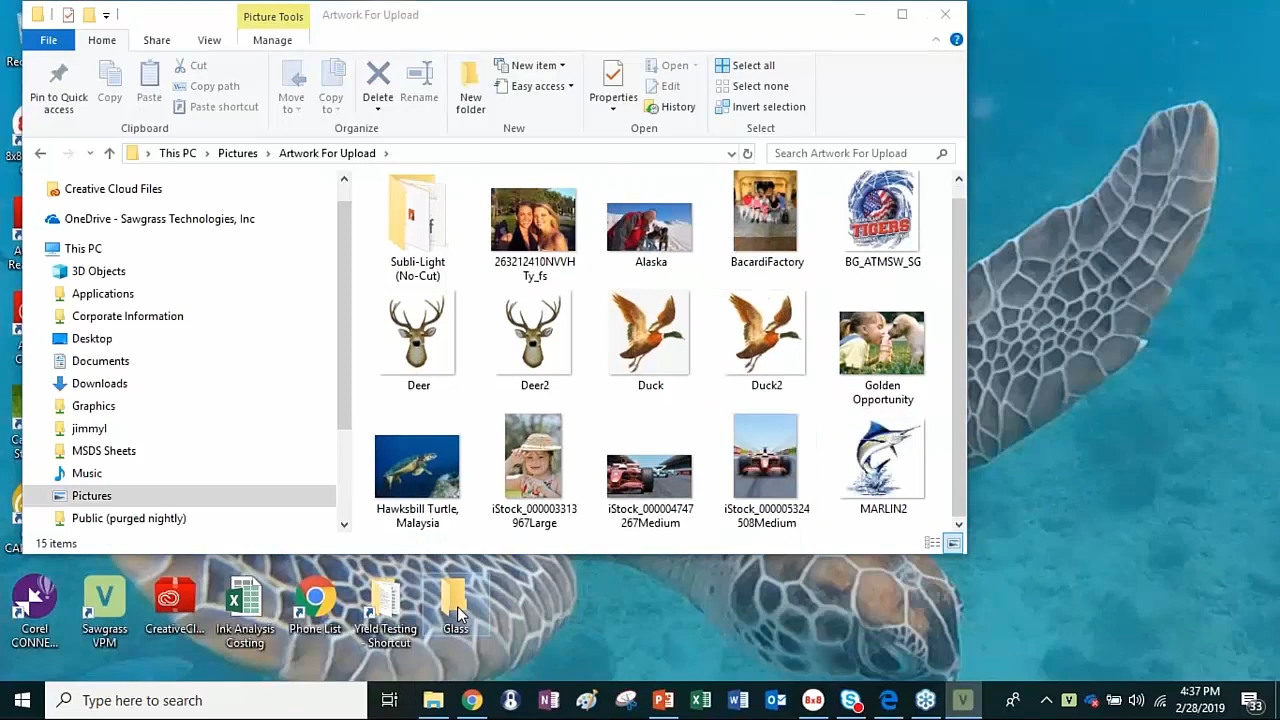 Picture Tools
Artwork For Upload
File
Home
Share
View
Manage
Pin to Quick
access
Copy
Paste
Cut
Copy path
Paste shortcut
Clipboard
Move
to
Copy
to
Delete
Rename
Organize
New
folder
New item
Easy access
New
Properties
Open
Edit
History
Open
Select all
Select none
Invert selection
Select
This PC
Pictures
Artwork For Upload
Search Artwork For Upload
Creative Cloud Files
OneDrive - Sawgrass Technologies, Inc
This PC
3D Objects
Applications
Corporate Information
Desktop
Documents
Downloads
Graphics
jimmyl
MSDS Sheets
Music
Pictures
Public (purged nightly)
Subli-Light
(No-Cut)
263212410NVVH
Ty_fs
Alaska
BacardiFactory
TIGERS
BG_ATMSW_SG
Deer
Deer2
Duck
Duck2
Golden
Opportunity
Hawksbill Turtle,
Malaysia
iStock_000003313
967Large
iStock_000004747
267Medium
iStock_000005324
508Medium
MARLIN2
15 items
Rec
8x8
A
Rea
A
C
Ca
St
CAl
Corel
CONNE...
Sawgrass
VPM
CreativeCl...
Ink Analysis
Costing
Phone List
Yield Testing
- Shortcut
Glass
Type here to search
8x8
4:37 PM
2/28/2019
33